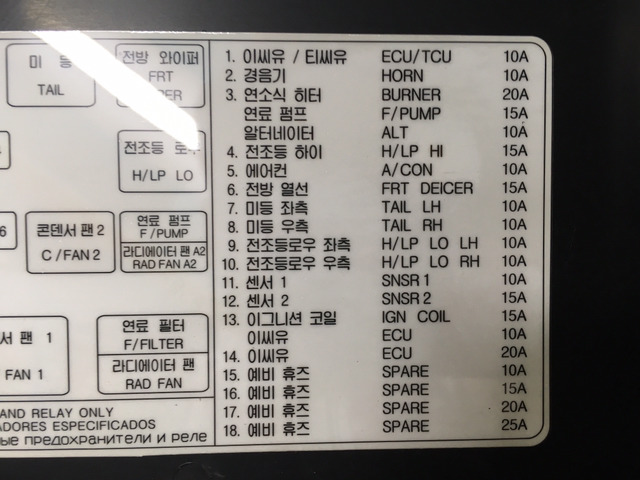 미 등
TAIL
전방 와이퍼
FRT
전조등 로우
H/LP LO
6
콘덴서 팬 2
C/FAN 2
연료 펌프
F/PUMP
라디에이터 팬 A2
RAD FAN A2
서 팬 1
FAN 1
연료 필터
F/FILTER
라디에이터 팬
RAD FAN
AND RELAY ONLY
ADORES ESPECIFICADOS
ые предохранители и реле
1. 이씨유 / 티씨유 ECU/TCU 10A
2. 경음기 HORN 10A
3. 연소식 히터 BURNER 20A
연료 펌프 F/PUMP 15A
알터네이터 ALT 10A
4. 전조등 하이 H/LP HI 15A
5. 에어컨 A/CON 10A
6. 전방 열선 FRT DEICER 15A
7. 미등 좌측 TAIL LH 10A
8. 미등 우측 TAIL RH 10A
9. 전조등로우 좌측 H/LP LO LH 10A
10. 전조등로우 우측 H/LP LO RH 10A
11. 센서 1 SNSR 1 10A
12. 센서 2 SNSR 2 15A
13. 이그니션 코일 IGN COIL 15A
이씨유 ECU 10A
14. 이씨유 ECU 20A
15. 예비 휴즈 SPARE 10A
16. 예비 휴즈 SPARE 15A
17. 예비 휴즈 SPARE 20A
18. 예비 휴즈 SPARE 25A